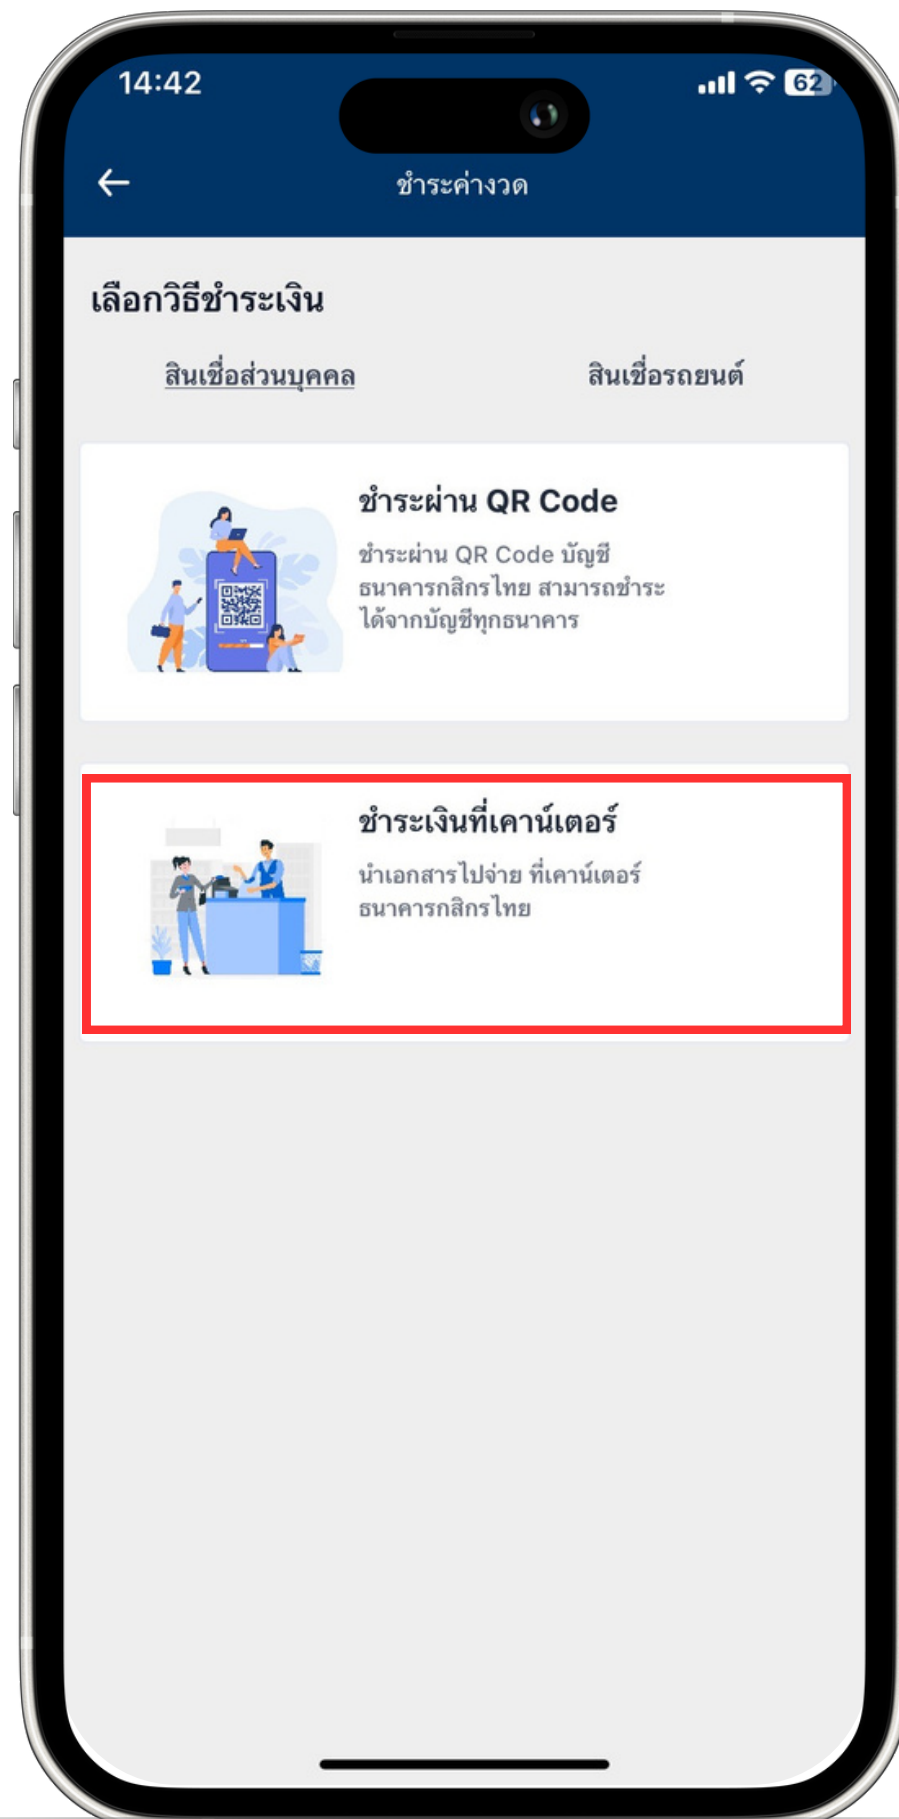 14:42
62
ชำระค่างวด
เลือกวิธีชำระเงิน
สินเชื่อส่วนบุคคล
สินเชื่อรถยนต์
ชำระผ่าน QR Code
ชำระผ่าน QR Code บัญชี
ธนาคารกสิกรไทย สามารถชำระ
ได้จากบัญชีทุกธนาคาร
ชำระเงินที่เคาน์เตอร์
นำเอกสารไปจ่าย ที่เคาน์เตอร์
ธนาคารกสิกรไทย